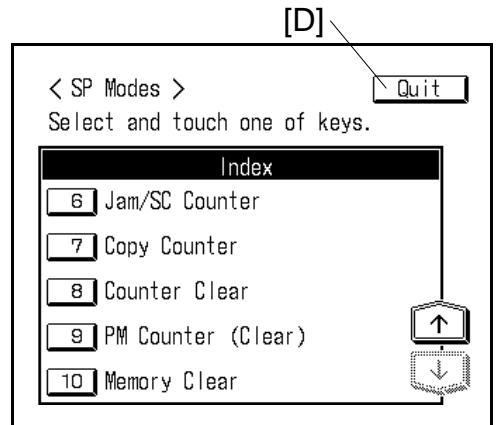 [D]
< SP Modes >
Quit
Select and touch one of keys.
Index
6 Jam/SC Counter
7 Copy Counter
8 Counter Clear
9 PM Counter (Clear)
10 Memory Clear
↑
↓